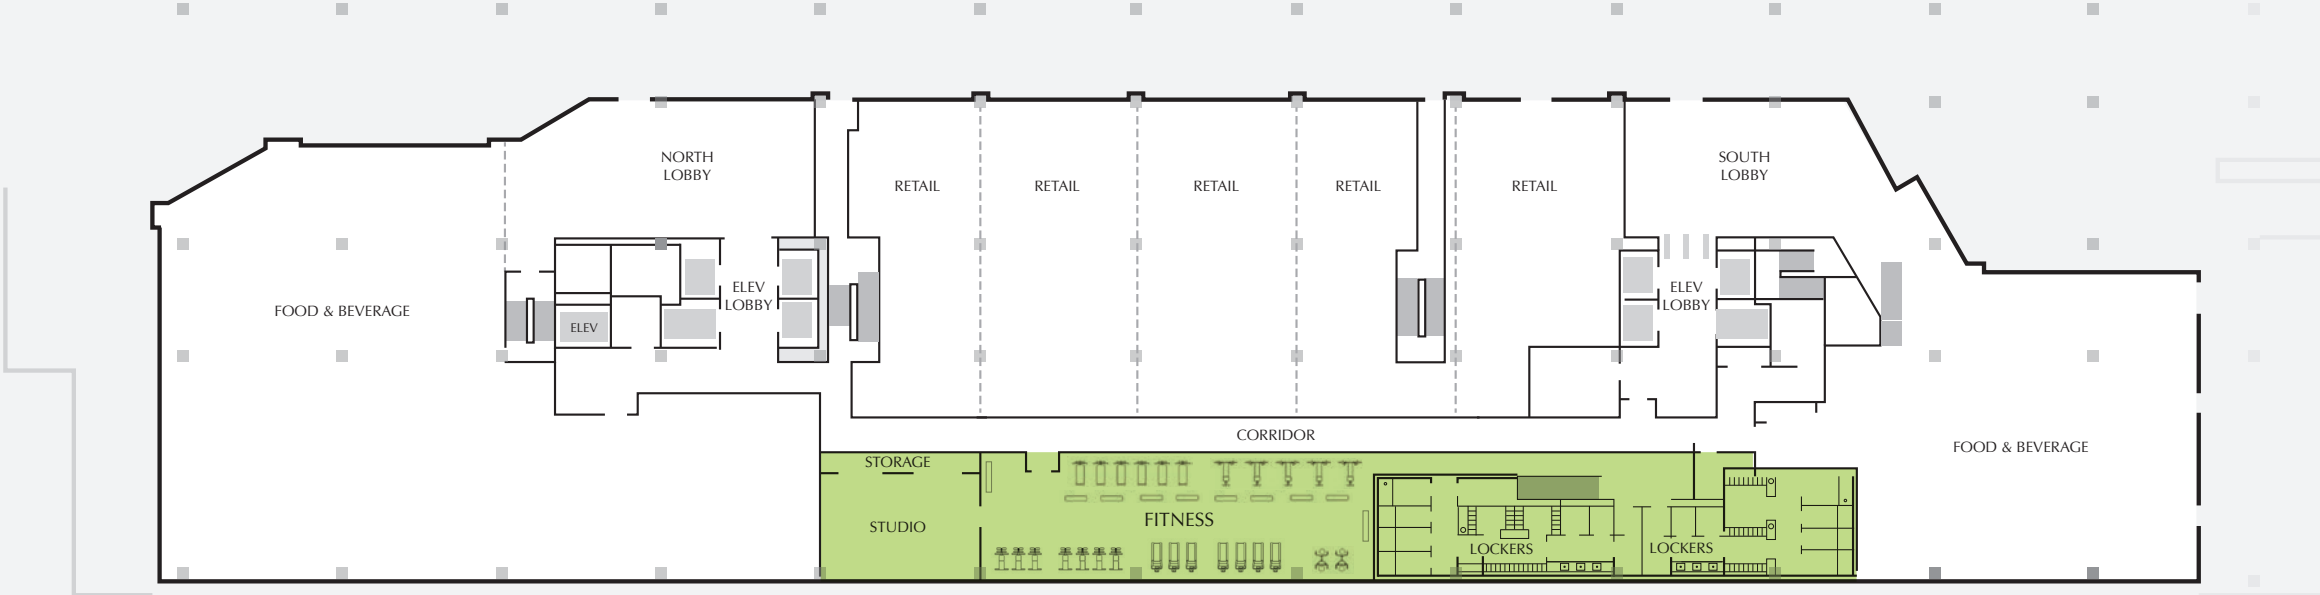 NORTH
LOBBY
RETAIL
RETAIL
RETAIL
RETAIL
RETAIL
SOUTH
LOBBY
FOOD & BEVERAGE
ELEV
ELEV
LOBBY
ELEV
LOBBY
CORRIDOR
FOOD & BEVERAGE
STORAGE
STUDIO
FITNESS
LOCKERS
LOCKERS